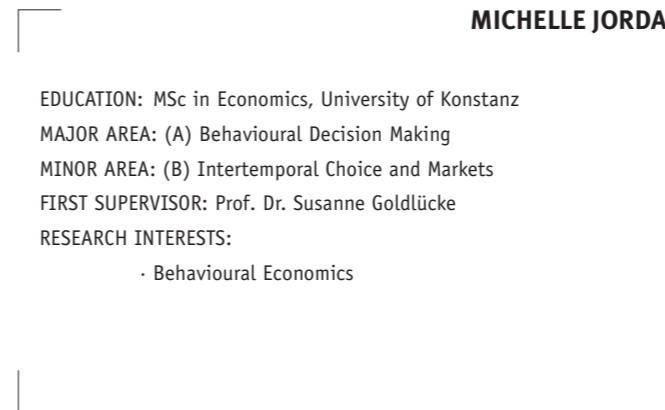 MICHELLE JORDA
EDUCATION: MSc in Economics, University of Konstanz
MAJOR AREA: (A) Behavioural Decision Making
MINOR AREA: (B) Intertemporal Choice and Markets
FIRST SUPERVISOR: Prof. Dr. Susanne Goldlücke
RESEARCH INTERESTS:
· Behavioural Economics